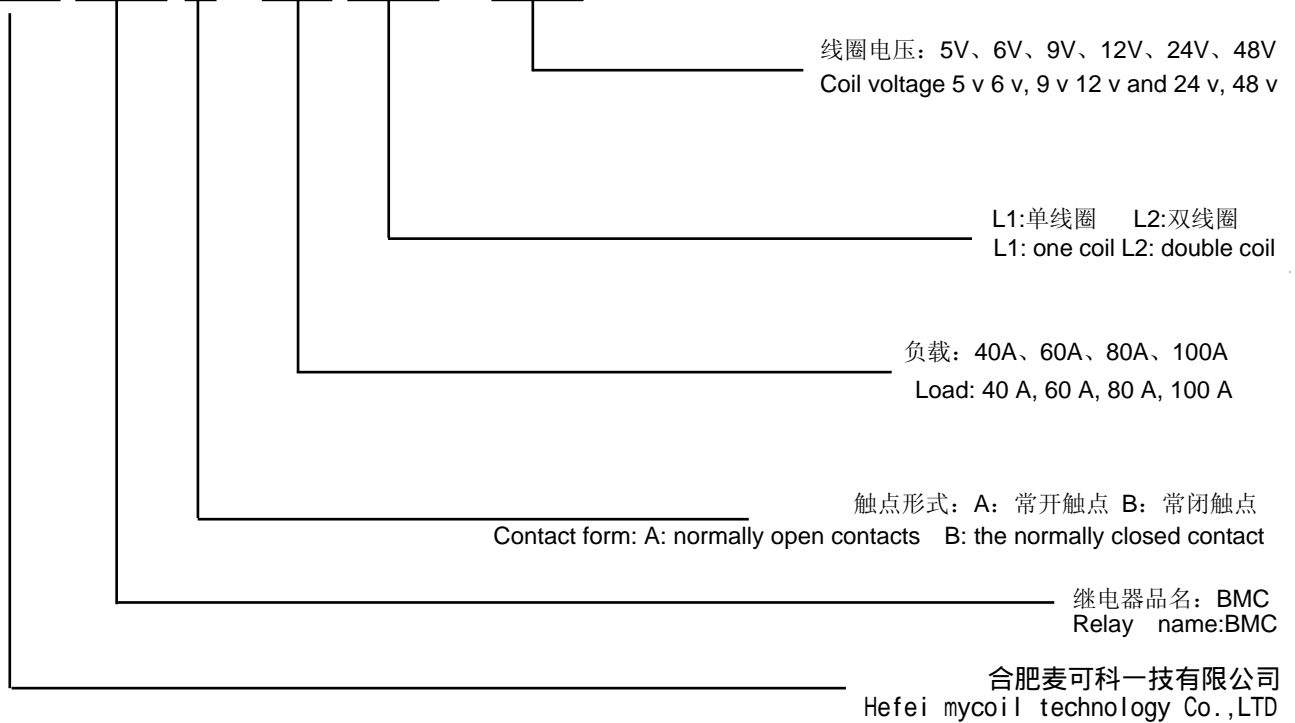 线圈电压：5V、6V、9V、12V、24V、48V
Coil voltage 5 v 6 v, 9 v 12 v and 24 v, 48 v
L1:单线圈 L2:双线圈
L1: one coil L2: double coil
负载：40A、60A、80A、100A
Load: 40 A, 60 A, 80 A, 100 A
触点形式：A：常开触点 B：常闭触点
Contact form: A: normally open contacts B: the normally closed contact
继电器品名：BMC
Relay name:BMC
合肥麦可科一技有限公司
Hefei mycoil technology Co.,LTD